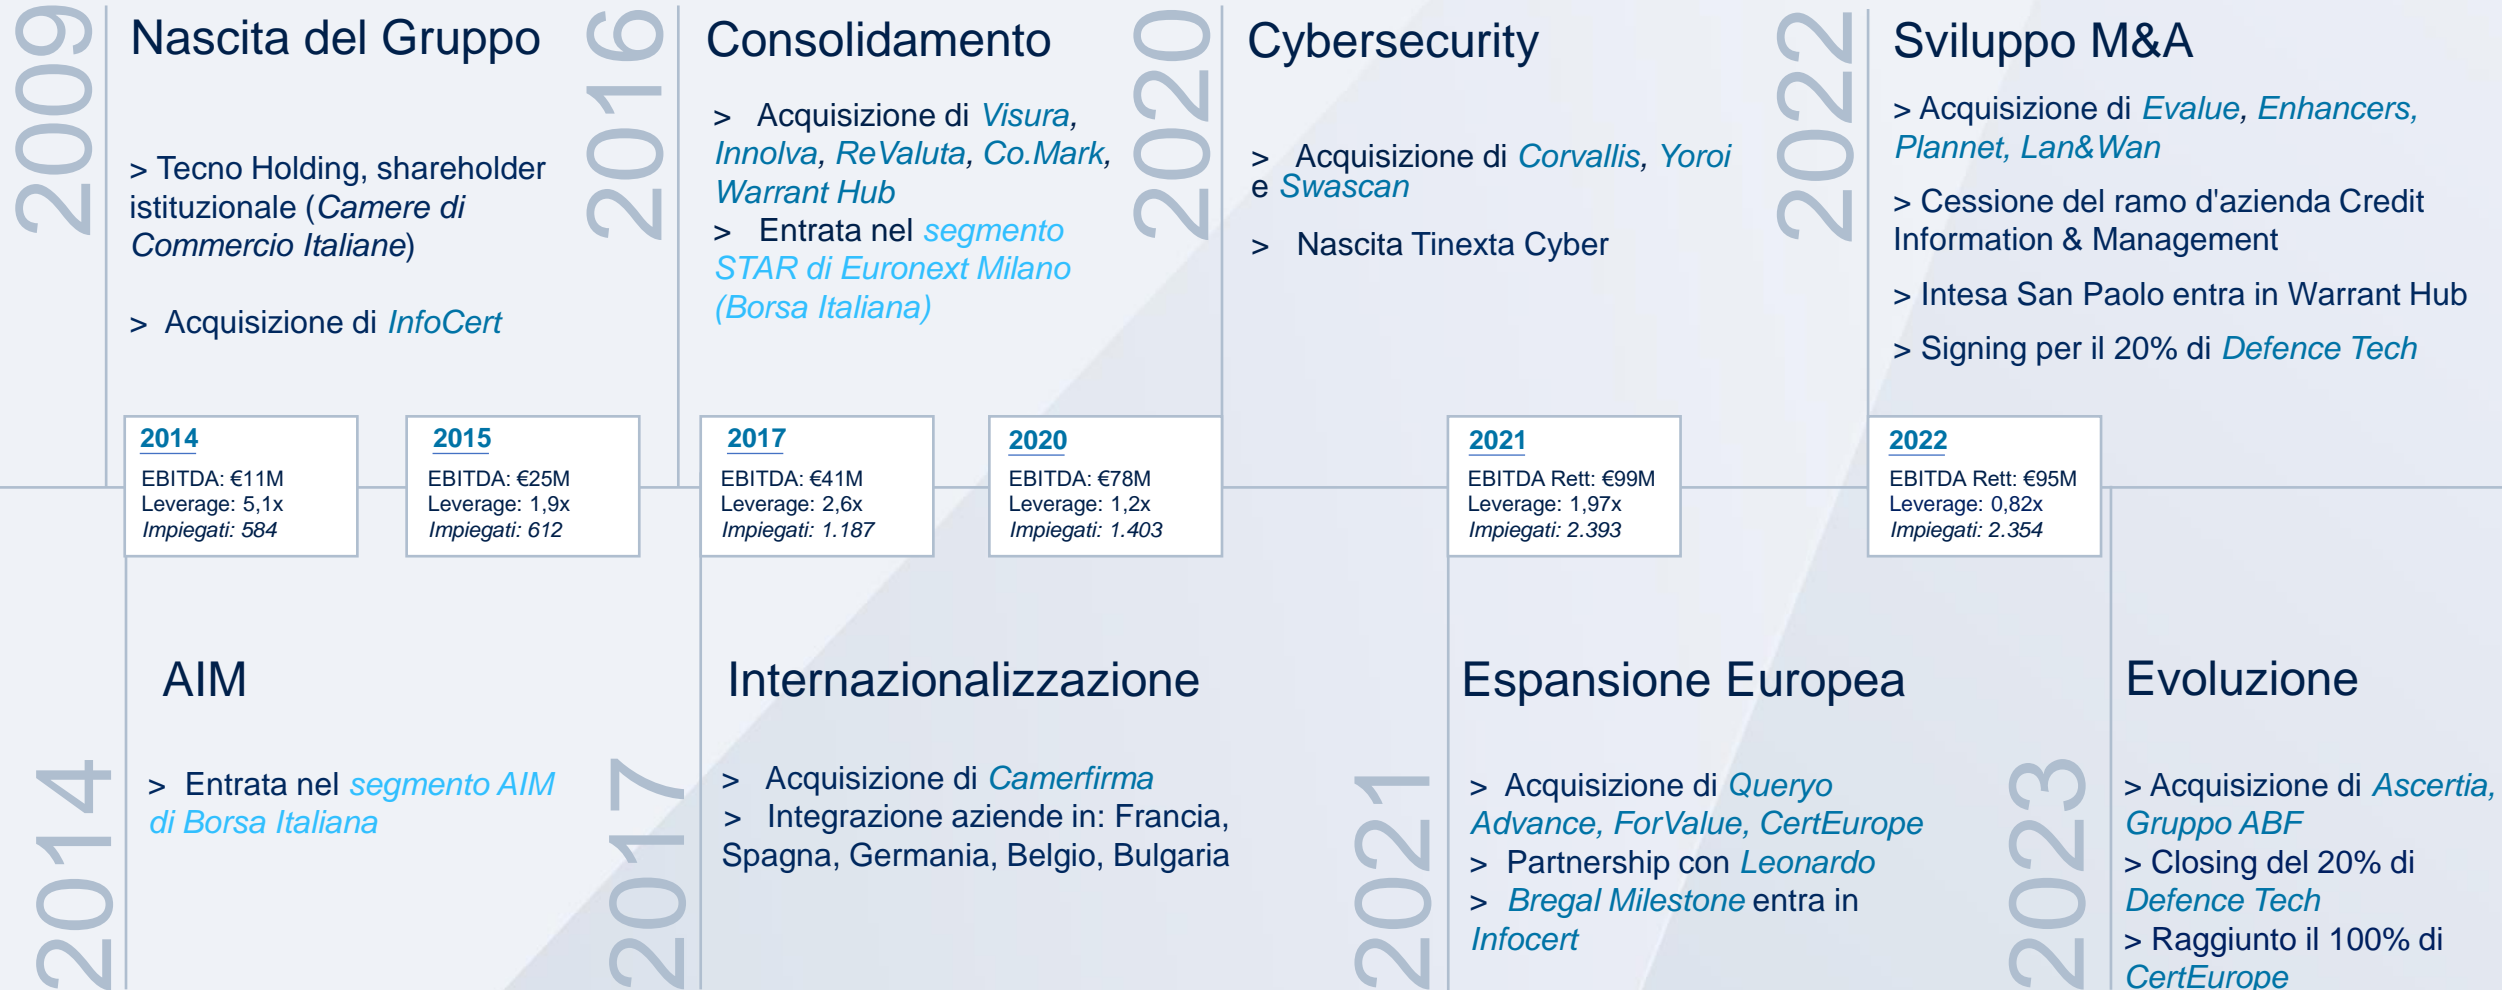 2009
Nascita del Gruppo
> Tecno Holding, shareholder
istituzionale (Camere di
Commercio Italiane)
> Acquisizione di InfoCert
2016
Consolidamento
> Acquisizione di Visura,
Innolva, ReValuta, Co.Mark,
Warrant Hub
> Entrata nel segmento
STAR di Euronext Milano
(Borsa Italiana)
2020
Cybersecurity
> Acquisizione di Corvallis, Yoroi
e Swascan
> Nascita Tinexta Cyber
2022
Sviluppo M&A
> Acquisizione di Evalue, Enhancers,
Plannet, Lan&Wan
> Cessione del ramo d'azienda Credit
Information & Management
> Intesa San Paolo entra in Warrant Hub
> Signing per il 20% di Defence Tech
2014
EBITDA: €11M
Leverage: 5,1x
Impiegati: 584
2015
EBITDA: €25M
Leverage: 1,9x
Impiegati: 612
2017
EBITDA: €41M
Leverage: 2,6x
Impiegati: 1.187
2020
EBITDA: €78M
Leverage: 1,2x
Impiegati: 1.403
2021
EBITDA Rett: €99M
Leverage: 1,97x
Impiegati: 2.393
2022
EBITDA Rett: €95M
Leverage: 0,82x
Impiegati: 2.354
2014
AIM
> Entrata nel segmento AIM
di Borsa Italiana
2017
Internazionalizzazione
> Acquisizione di Camerfirma
> Integrazione aziende in: Francia,
Spagna, Germania, Belgio, Bulgaria
2021
Espansione Europea
> Acquisizione di Queryo
Advance, ForValue, CertEurope
> Partnership con Leonardo
> Bregal Milestone entra in
Infocert
2023
Evoluzione
> Acquisizione di Ascertia,
Gruppo ABF
> Closing del 20% di
Defence Tech
> Raggiunto il 100% di
CertEurope